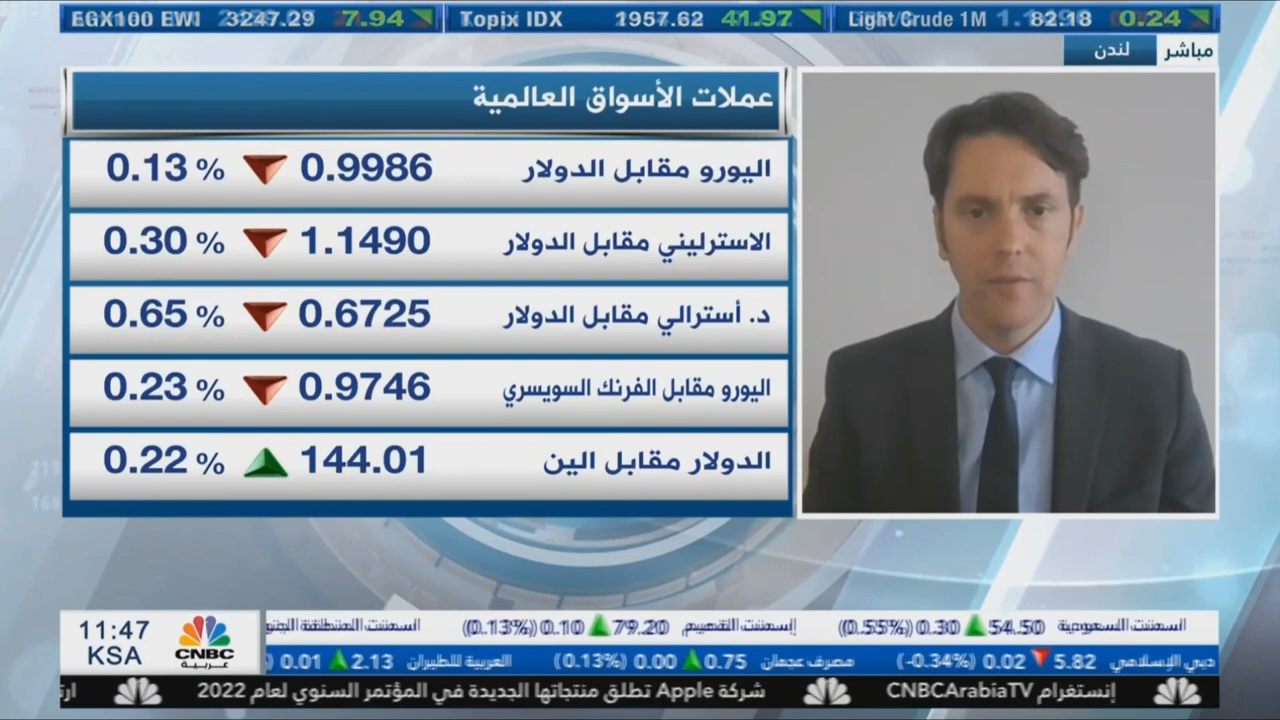 EGX100 EWI 3247.29 7.94 Topix IDX 1957.62 41.97 Light Crude 1M 82.18 0.24
مباشر لندن
عملات الأسواق العالمية
اليورو مقابل الدولار 0.9986 0.13 %
الاسترليني مقابل الدولار 1.1490 0.30 %
د. أسترالي مقابل الدولار 0.6725 0.65 %
اليورو مقابل الفرنك السويسري 0.9746 0.23 %
الدولار مقابل الين 144.01 0.22 %
11:47
KSA
CNBC
عربية
اسمنت السعودية 54.50 0.30 (0.55%) إسمنت القصيم 79.20 0.10 (0.13%) اسمنت المنطقة
دبي الإسلامي 5.82 0.02 (-0.34%) مصرف عجمان 0.75 0.00 (0.13%) العربية للطيران 2.13 0.01
إنستغرام CNBCArabiaTV شركة Apple تطلق منتجاتها الجديدة في المؤتمر السنوي لعام 2022